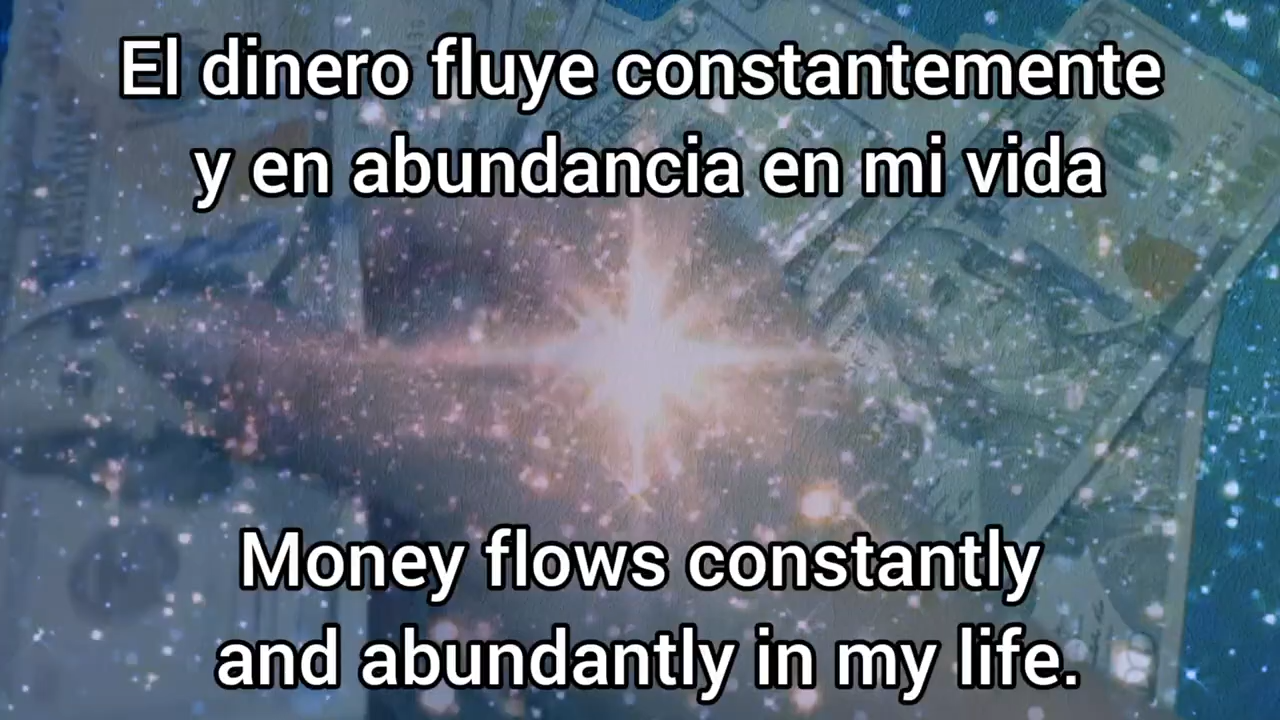 El dinero fluye constantemente
y en abundancia en mi vida
Money flows constantly
and abundantly in my life.